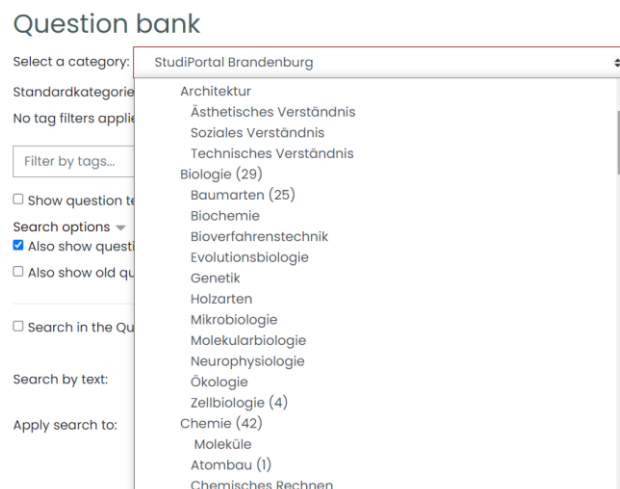 Question bank
Select a category:
StudiPortal Brandenburg
Standardkategorie
No tag filters applie
Filter by tags...
Show question te
Search options
Also show questi
Also show old qu
Search in the Qu
Search by text:
Apply search to:
Architektur
Ästhetisches Verständnis
Soziales Verständnis
Technisches Verständnis
Biologie (29)
Baumarten (25)
Biochemie
Bioverfahrenstechnik
Evolutionsbiologie
Genetik
Holzarten
Mikrobiologie
Molekularbiologie
Neurophysiologie
Ökologie
Zellbiologie (4)
Chemie (42)
Moleküle
Atombau (1)
Chemisches Rechnen